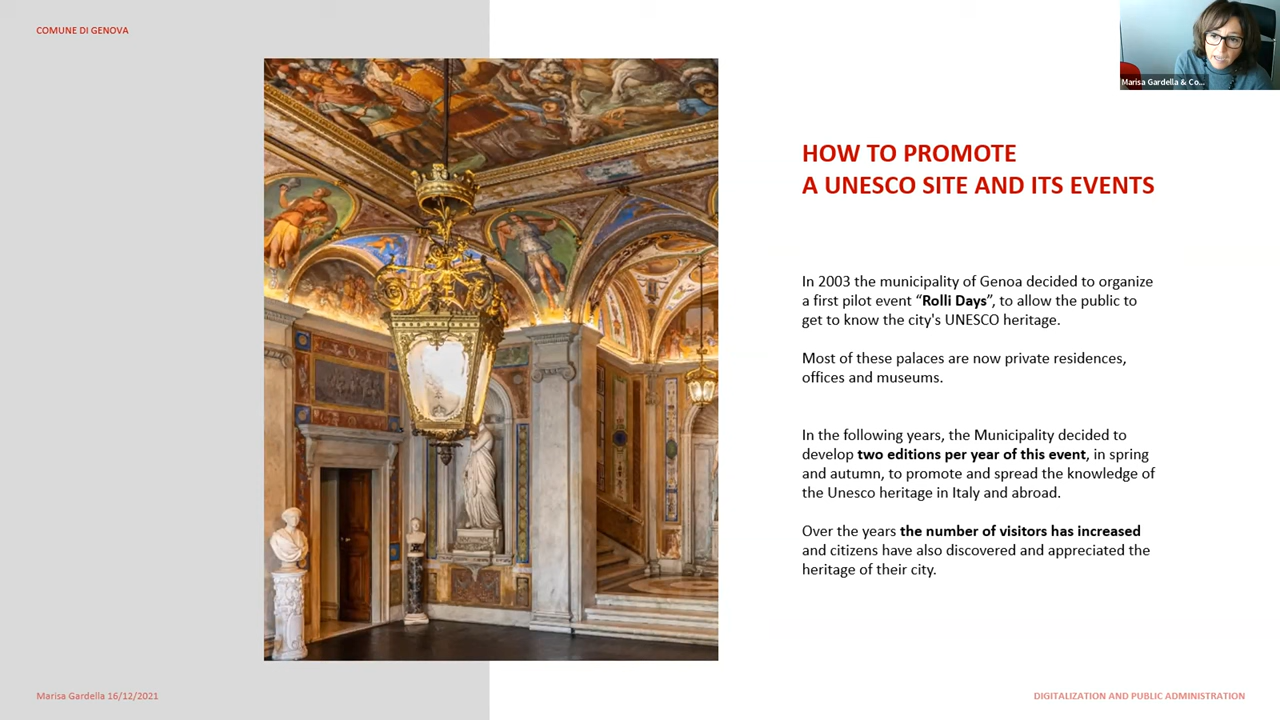 COMUNE DI GENOVA
Marisa Gardella & Co...
HOW TO PROMOTE
A UNESCO SITE AND ITS EVENTS
In 2003 the municipality of Genoa decided to organize
a first pilot event “Rolli Days”, to allow the public to
get to know the city's UNESCO heritage.
Most of these palaces are now private residences,
offices and museums.
In the following years, the Municipality decided to
develop two editions per year of this event, in spring
and autumn, to promote and spread the knowledge of
the Unesco heritage in Italy and abroad.
Over the years the number of visitors has increased
and citizens have also discovered and appreciated the
heritage of their city.
Marisa Gardella 16/12/2021
DIGITALIZATION AND PUBLIC ADMINISTRATION